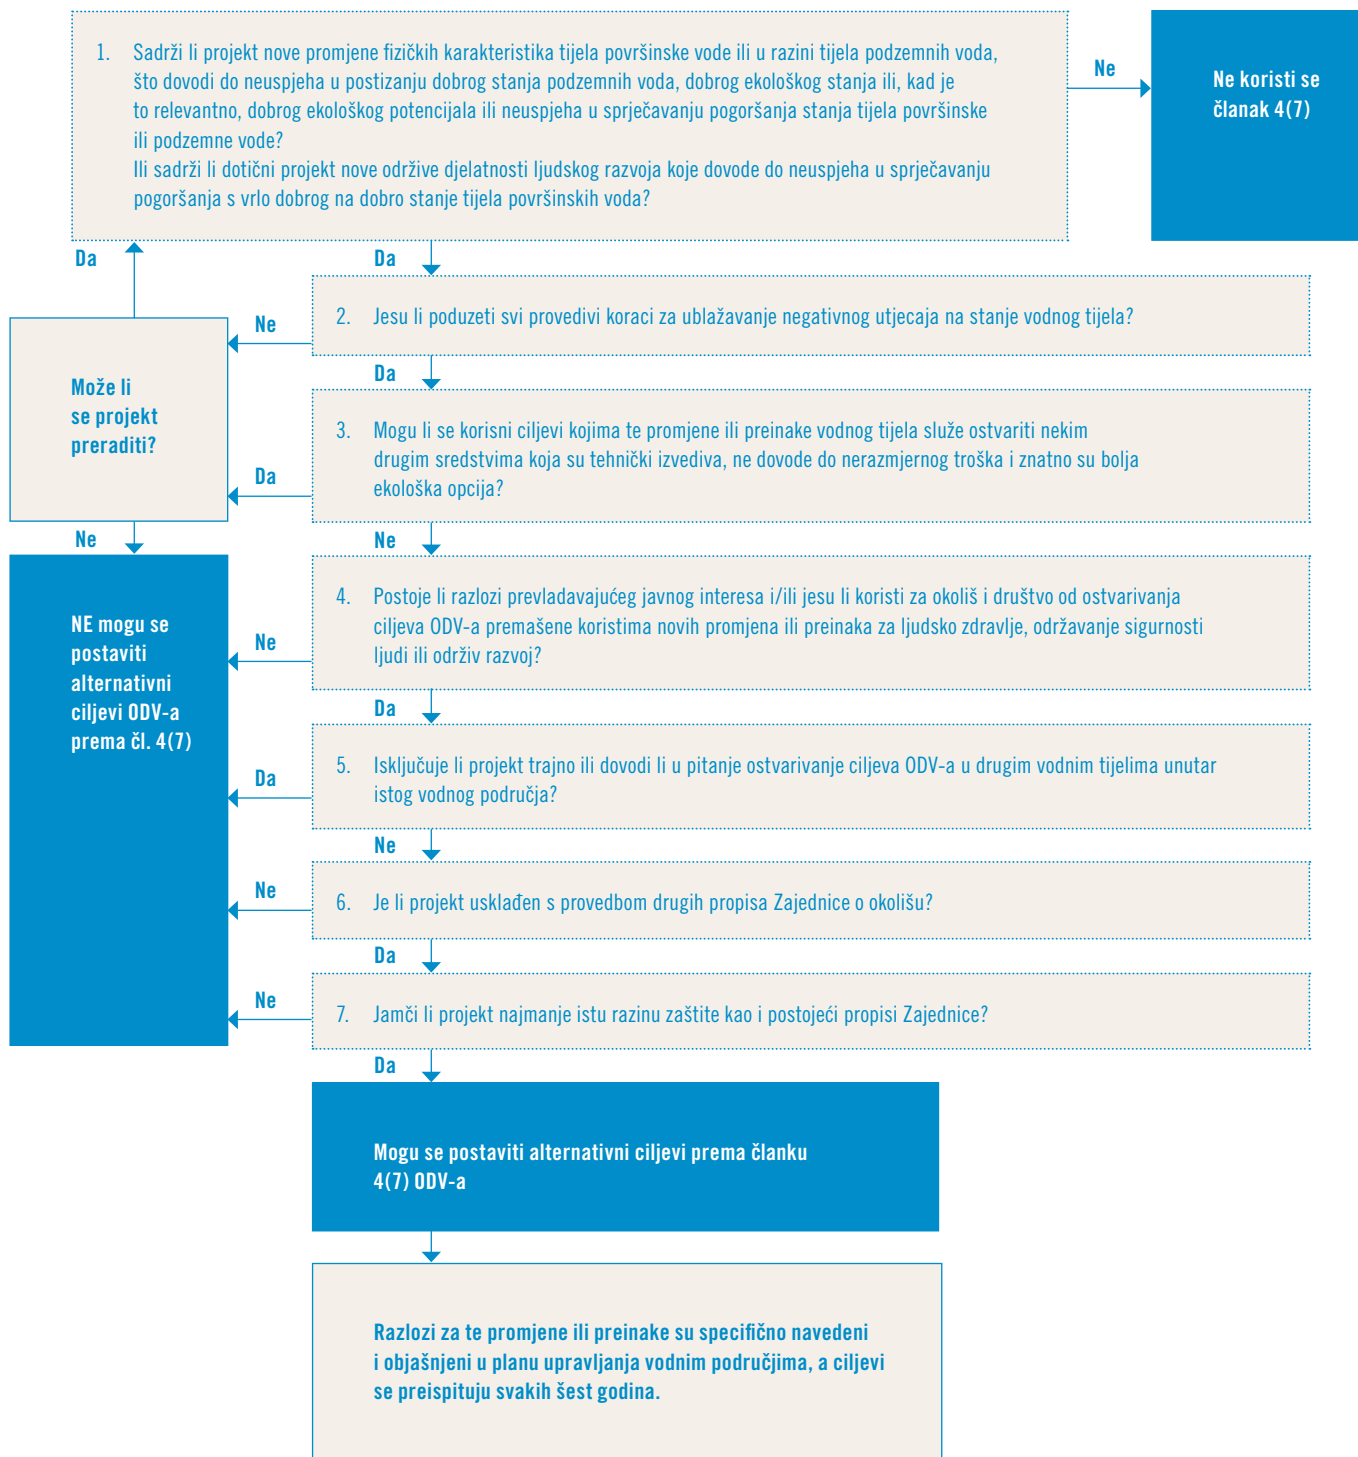 1. Sadrži li projekt nove promjene fizičkih karakteristika tijela površinske vode ili u razini tijela podzemnih voda,
što dovodi do neuspjeha u postizanju dobrog stanja podzemnih voda, dobrog ekološkog stanja ili, kad je
to relevantno, dobrog ekološkog potencijala ili neuspjeha u sprječavanju pogoršanja stanja tijela površinske
ili podzemne vode?
Ili sadrži li dotični projekt nove održive djelatnosti ljudskog razvoja koje dovode do neuspjeha u sprječavanju
pogoršanja s vrlo dobrog na dobro stanje tijela površinskih voda?
Ne
Ne koristi se
članak 4(7)
Da
Da
2. Jesu li poduzeti svi provedivi koraci za ublažavanje negativnog utjecaja na stanje vodnog tijela?
Ne
Može li
se projekt
preraditi?
Da
3. Mogu li se korisni ciljevi kojima te promjene ili preinake vodnog tijela služe ostvariti nekim
drugim sredstvima koja su tehnički izvediva, ne dovode do nerazmjernog troška i znatno su bolja
ekološka opcija?
Da
Ne
Ne
4. Postoje li razlozi prevladavajućeg javnog interesa i/ili jesu li koristi za okoliš i društvo od ostvarivanja
ciljeva ODV-a premašene koristima novih promjena ili preinaka za ljudsko zdravlje, održavanje sigurnosti
ljudi ili održiv razvoj?
Ne
NE mogu se
postaviti
alternativni
ciljevi ODV-a
prema čl. 4(7)
Da
5. Isključuje li projekt trajno ili dovodi li u pitanje ostvarivanje ciljeva ODV-a u drugim vodnim tijelima unutar
istog vodnog područja?
Da
Ne
6. Je li projekt usklađen s provedbom drugih propisa Zajednice o okolišu?
Ne
Da
7. Jamči li projekt najmanje istu razinu zaštite kao i postojeći propisi Zajednice?
Ne
Da
Mogu se postaviti alternativni ciljevi prema članku
4(7) ODV-a
Razlozi za te promjene ili preinake su specifično navedeni
i objašnjeni u planu upravljanja vodnim područjima, a ciljevi
se preispituju svakih šest godina.